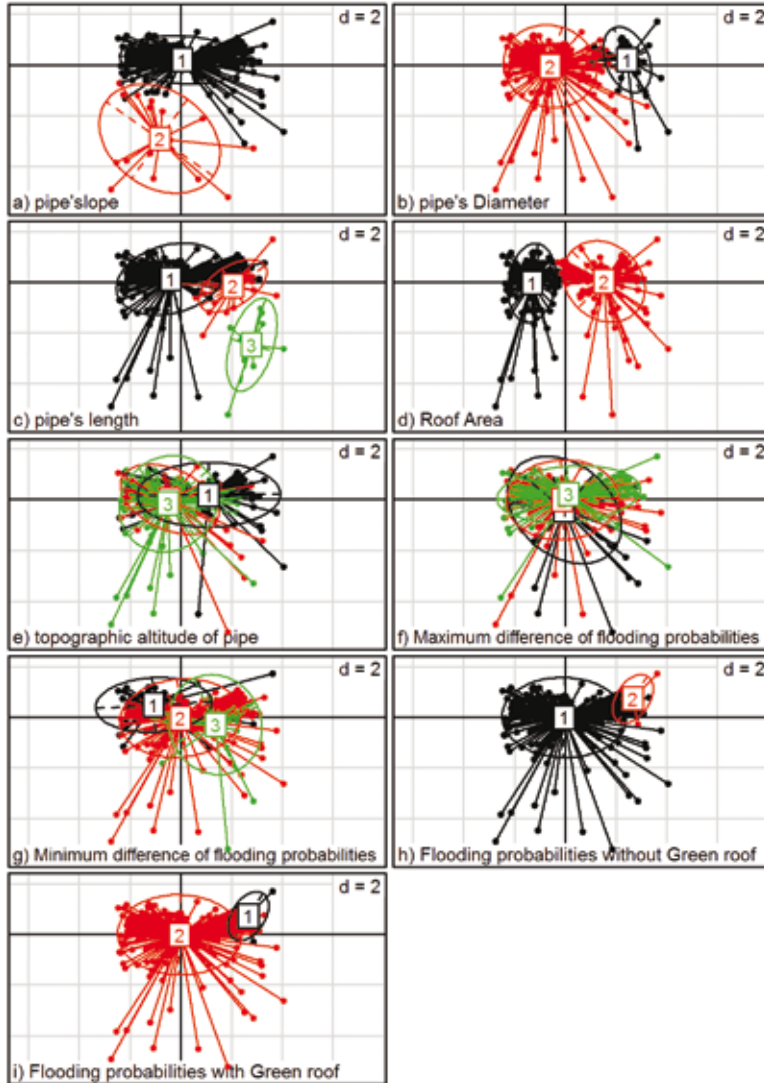 d = 2
1
2
a) pipe'slope
d = 2
2
1
b) pipe's Diameter
d = 2
1
2
3
c) pipe's length
d = 2
1
2
d) Roof Area
d = 2
3
1
e) topographic altitude of pipe
d = 2
3
f) Maximum difference of flooding probabilities
d = 2
1
2
3
g) Minimum difference of flooding probabilities
d = 2
2
1
h) Flooding probabilities without Green roof
d = 2
1
2
i) Flooding probabilities with Green roof